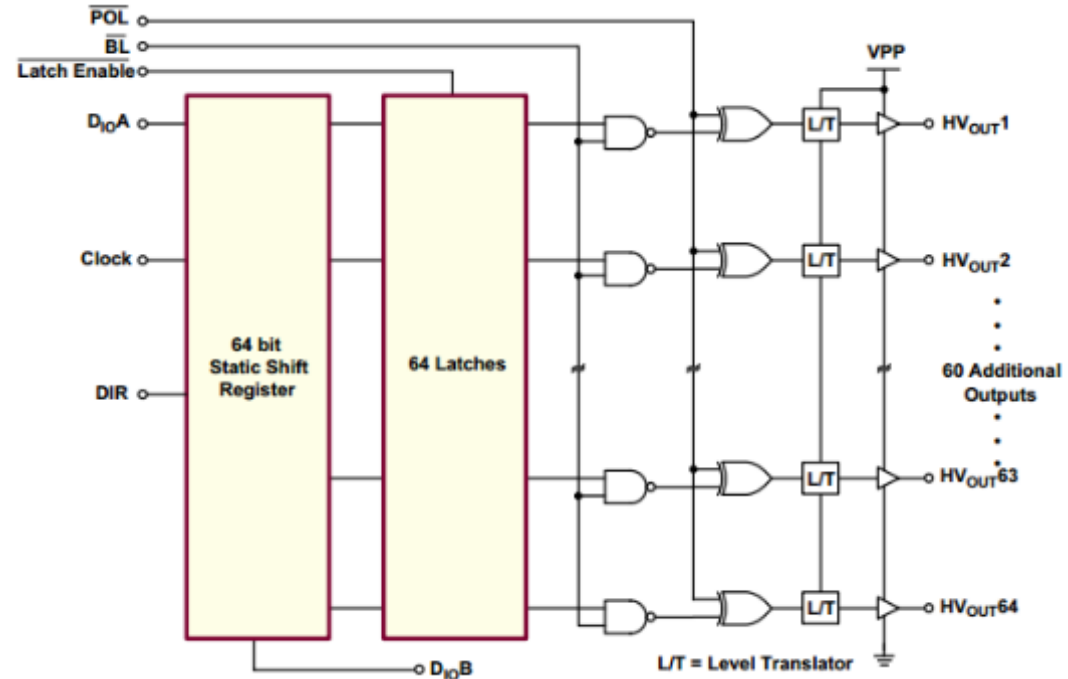 POL
BL
Latch Enable
VPP
DIOA
L/T
HVOUT1
Clock
L/T
HVOUT2
64 bit
Static Shift
Register
64 Latches
DIR
60 Additional
Outputs
L/T
HVOUT63
L/T
HVOUT64
L/T = Level Translator
DIOB